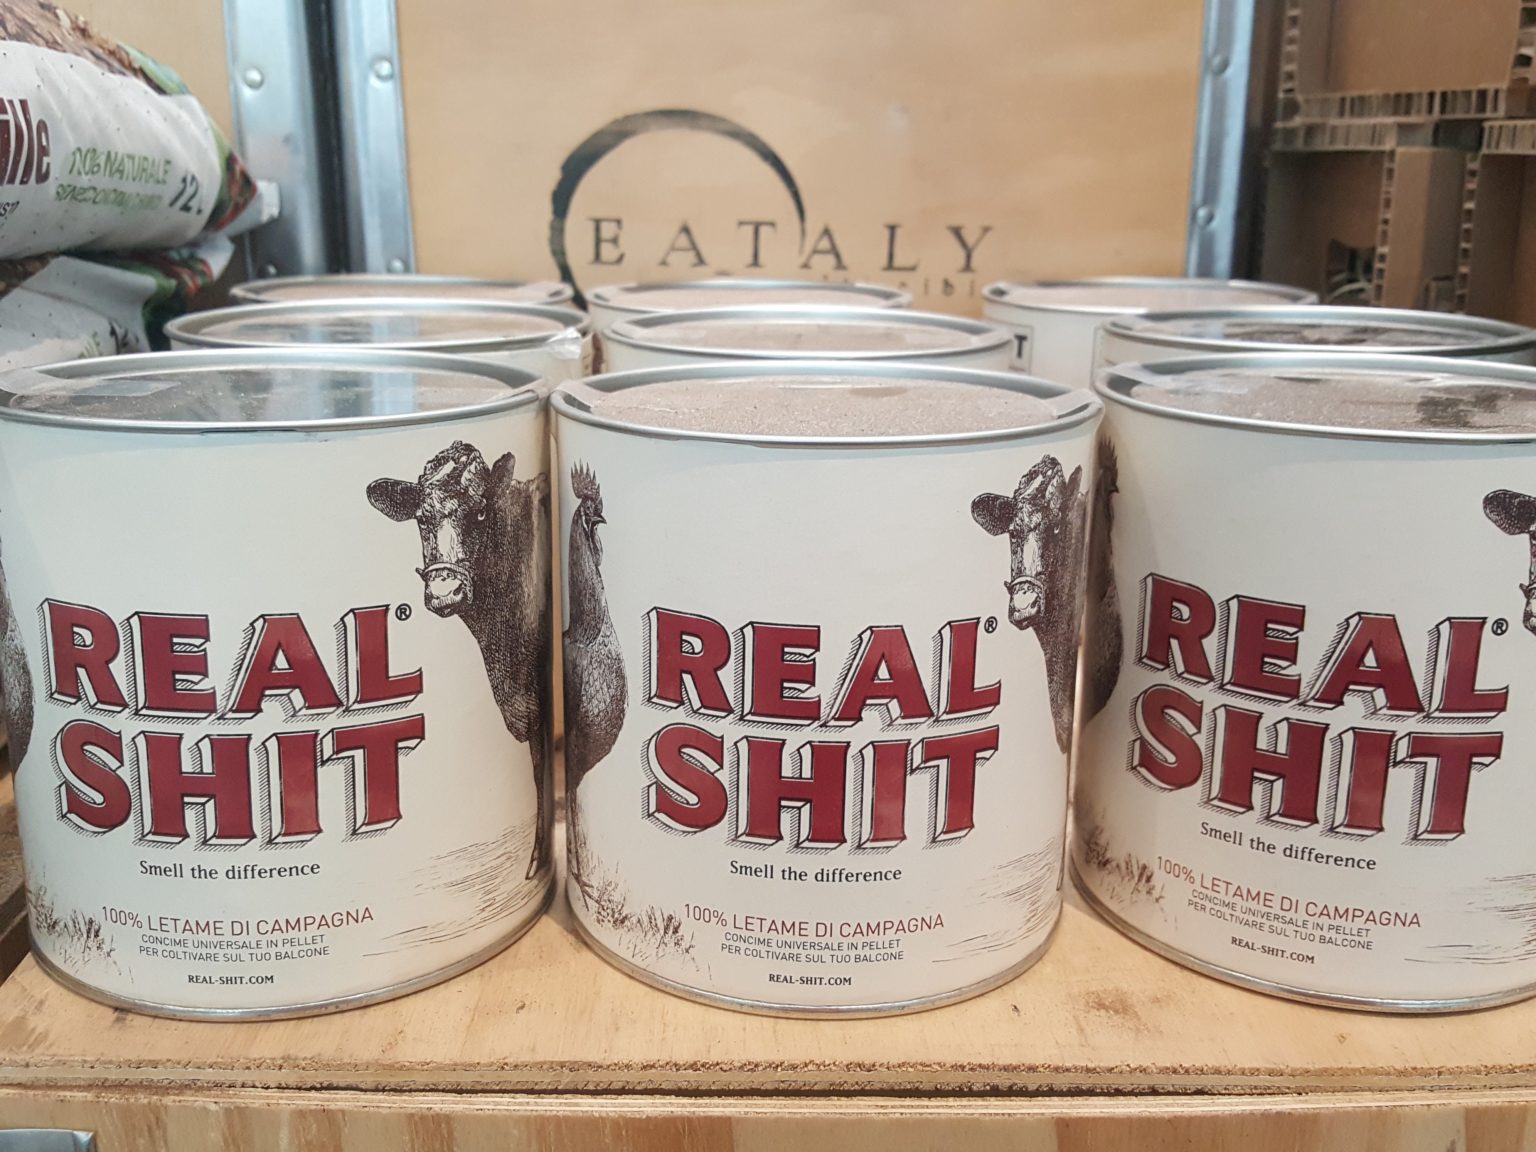 ille
100% NATURALE
12L
EATALY
REAL®
SHIT
Smell the difference
100% LETAME DI CAMPAGNA
CONCIME UNIVERSALE IN PELLET
PER COLTIVARE SUL TUO BALCONE
REAL-SHIT.COM
REAL®
SHIT
Smell the difference
100% LETAME DI CAMPAGNA
CONCIME UNIVERSALE IN PELLET
PER COLTIVARE SUL TUO BALCONE
REAL-SHIT.COM
REAL®
SHIT
Smell the difference
100% LETAME DI CAMPAGNA
CONCIME UNIVERSALE IN PELLET
PER COLTIVARE SUL TUO BALCONE
REAL-SHIT.COM